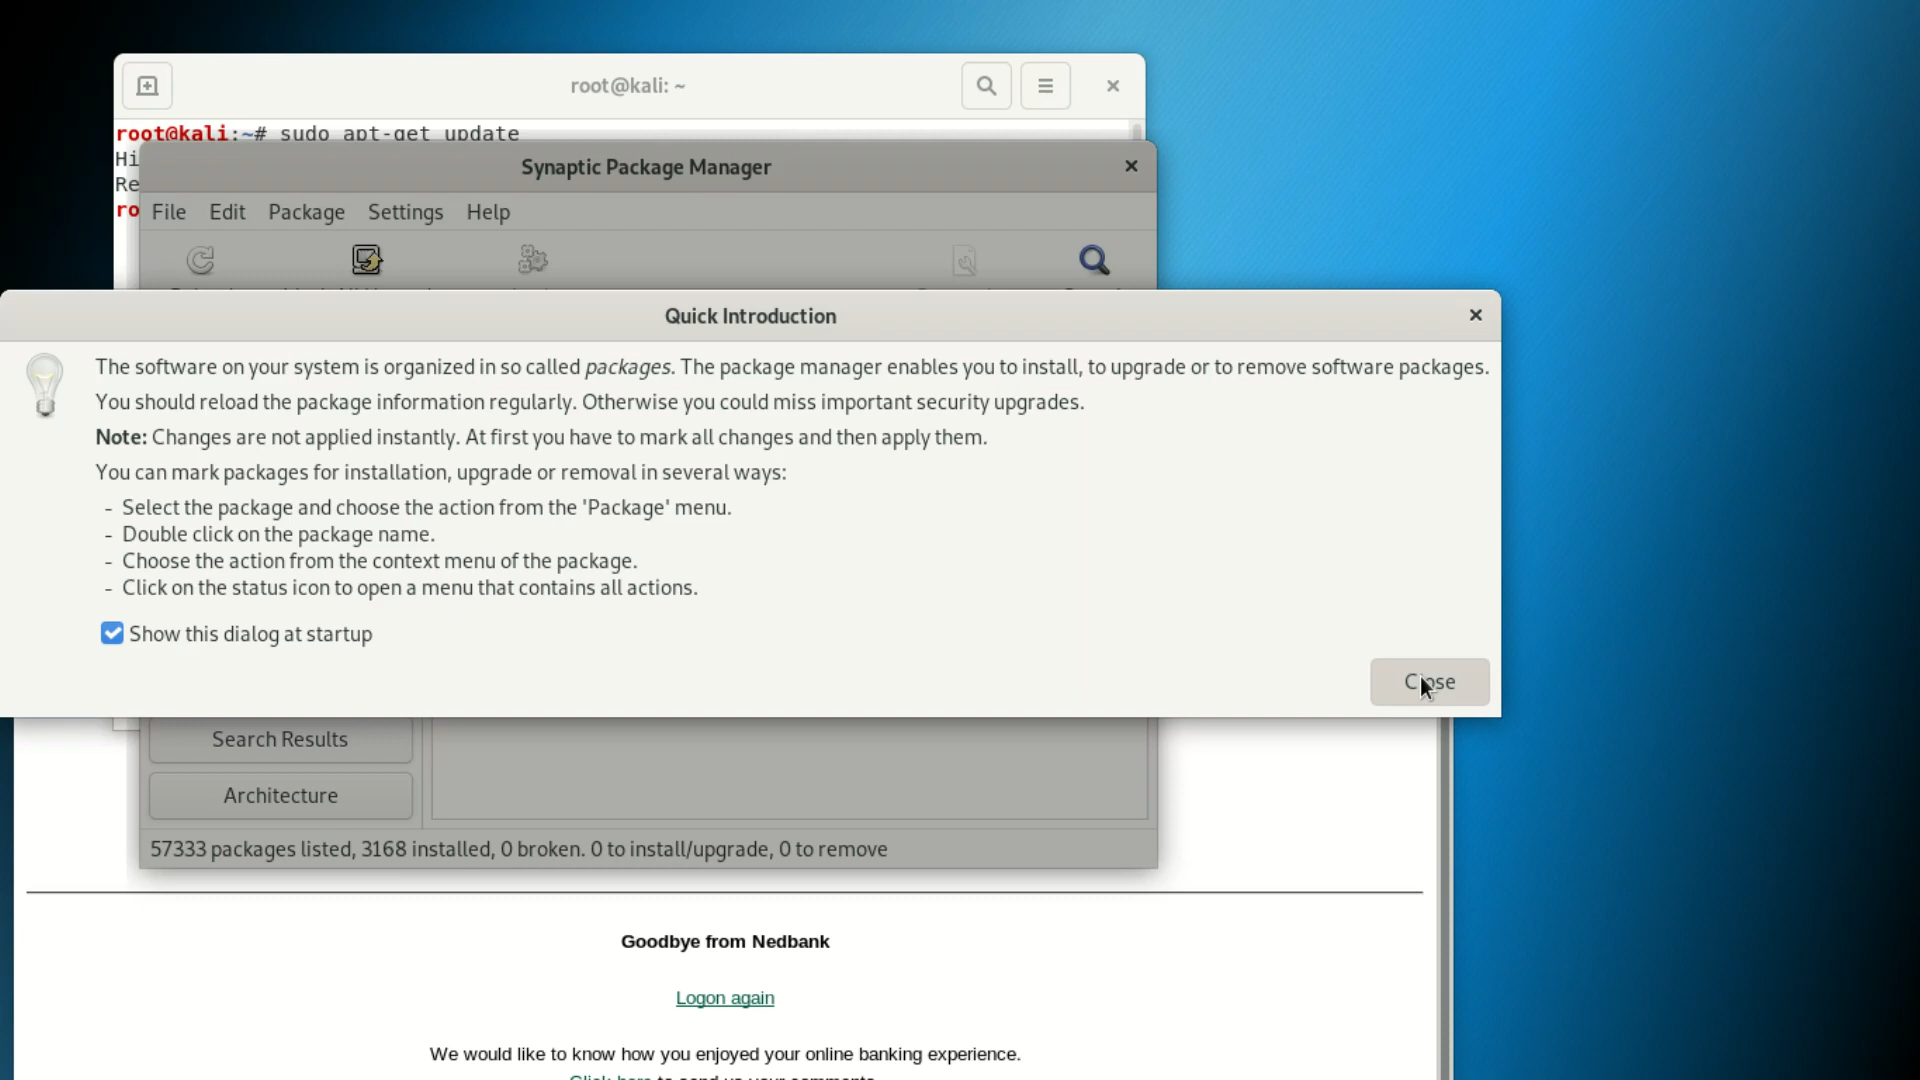 root@kali: ~
root@kali:~# sudo apt-get update
Hi
Re
ro
Synaptic Package Manager
File Edit Package Settings Help
Quick Introduction
The software on your system is organized in so called packages. The package manager enables you to install, to upgrade or to remove software packages.
You should reload the package information regularly. Otherwise you could miss important security upgrades.
Note: Changes are not applied instantly. At first you have to mark all changes and then apply them.
You can mark packages for installation, upgrade or removal in several ways:
- Select the package and choose the action from the 'Package' menu.
- Double click on the package name.
- Choose the action from the context menu of the package.
- Click on the status icon to open a menu that contains all actions.
Show this dialog at startup
Close
Search Results
Architecture
57333 packages listed, 3168 installed, 0 broken. 0 to install/upgrade, 0 to remove
Goodbye from Nedbank
Logon again
We would like to know how you enjoyed your online banking experience.
Click here to send us your comments